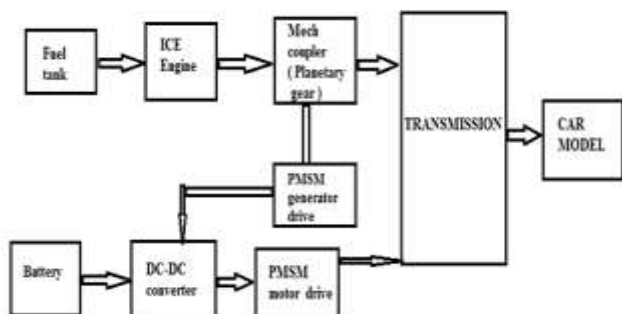 Fuel
tank
ICE
Engine
Mech
coupler
( Planetary
gear )
TRANSMISSION
CAR
MODEL
PMSM
generator
drive
Battery
DC-DC
converter
PMSM
motor drive